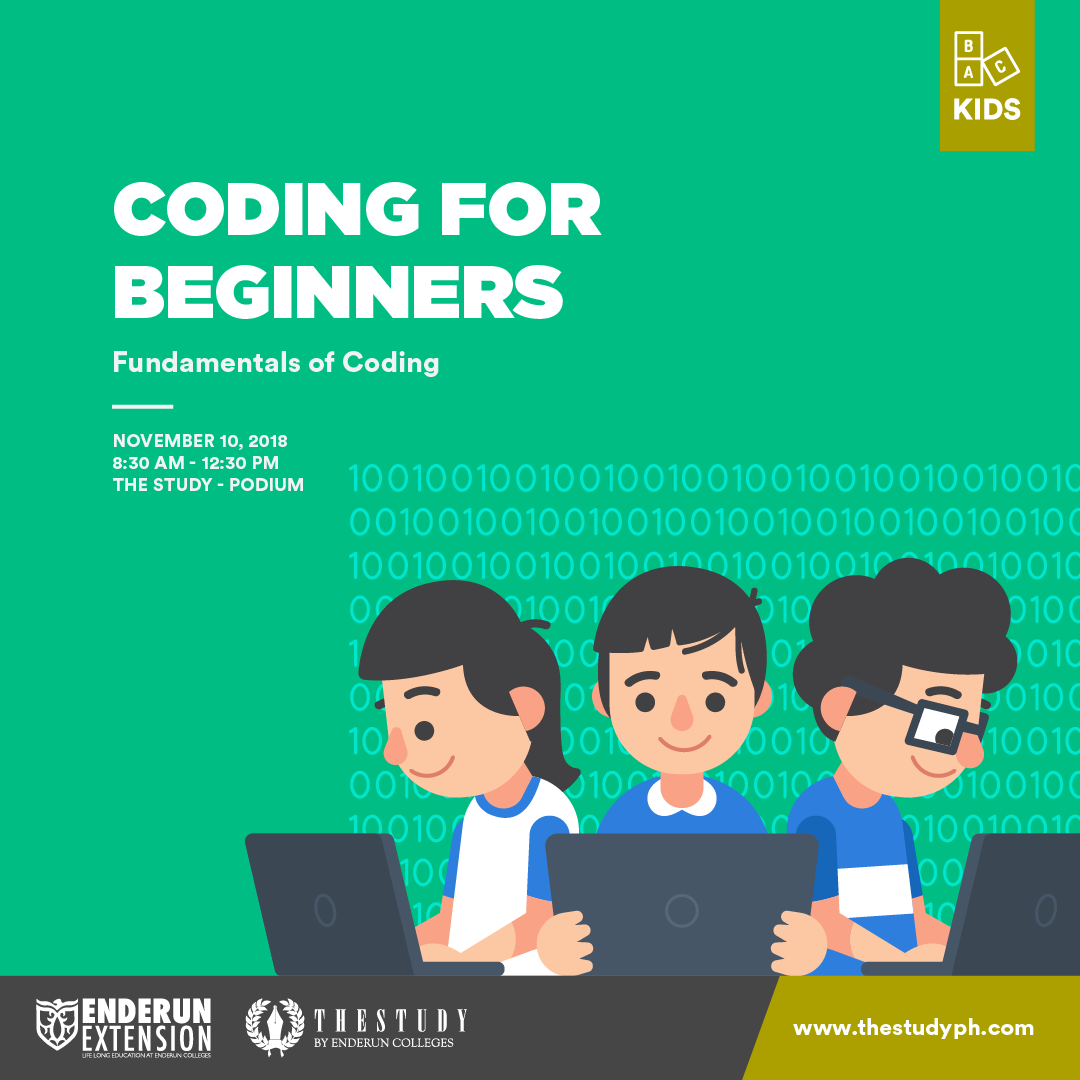 B
A C
KIDS
CODING FOR
BEGINNERS
Fundamentals of Coding
NOVEMBER 10, 2018
8:30 AM - 12:30 PM
THE STUDY - PODIUM
ENDERUN
EXTENSION
LIFE LONG EDUCATION AT ENDERUN COLLEGES
THE STUDY
BY ENDERUN COLLEGES
www.thestudyph.com